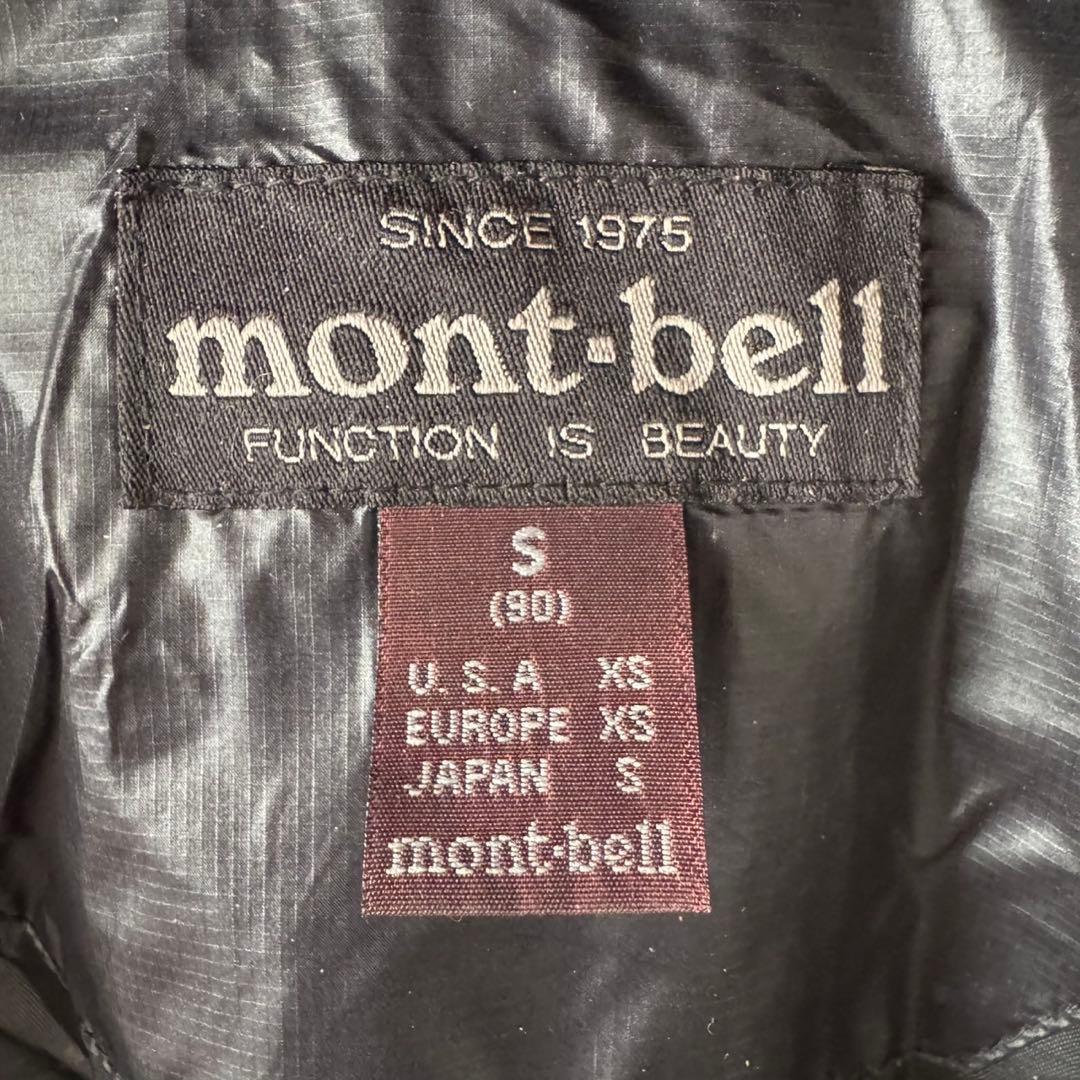 SINCE 1975
mont-bell
FUNCTION IS BEAUTY
S
(90)
U.S.A XS
EUROPE XS
JAPAN S
mont-bell